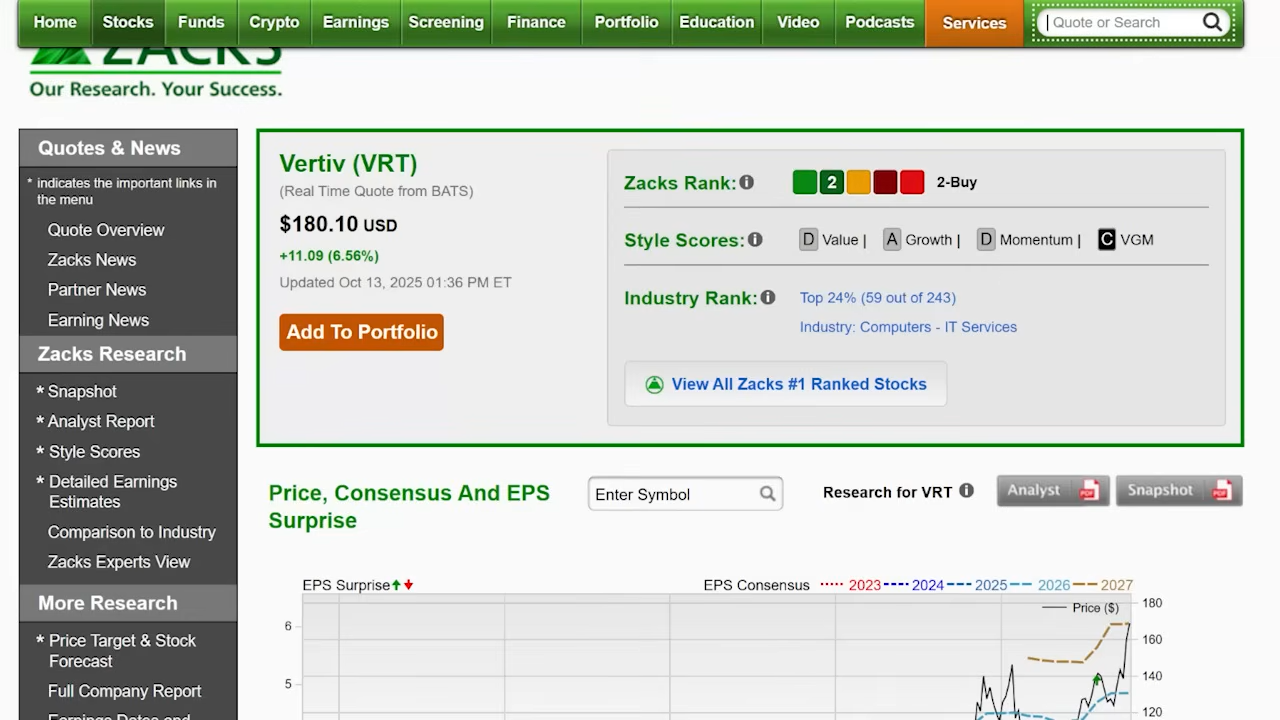 Home Stocks Funds Crypto Earnings Screening Finance Portfolio Education Video Podcasts Services Quote or Search
ZACKS
Our Research. Your Success.
Quotes & News
* indicates the important links in
the menu
Quote Overview
Zacks News
Partner News
Earning News
Zacks Research
* Snapshot
* Analyst Report
* Style Scores
* Detailed Earnings
Estimates
Comparison to Industry
Zacks Experts View
More Research
* Price Target & Stock
Forecast
Full Company Report
Earnings Dates and
Vertiv (VRT)
(Real Time Quote from BATS)
$180.10 USD
+11.09 (6.56%)
Updated Oct 13, 2025 01:36 PM ET
Add To Portfolio
Zacks Rank: 2 2-Buy
Style Scores: D Value | A Growth | D Momentum | C VGM
Industry Rank: Top 24% (59 out of 243)
Industry: Computers - IT Services
View All Zacks #1 Ranked Stocks
Price, Consensus And EPS
Surprise
Enter Symbol
Research for VRT Analyst Snapshot
EPS Surprise EPS Consensus 2023 2024 2025 2026 2027
Price ($)
6
5
180
160
140
120